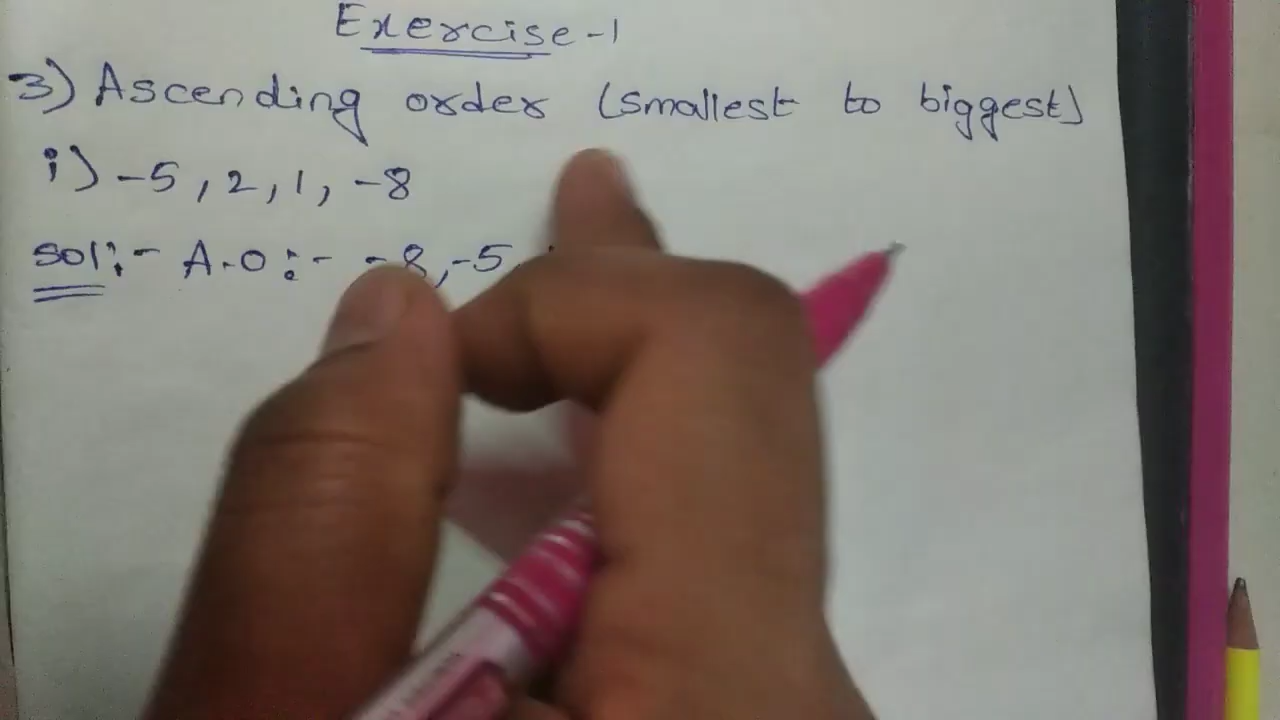 Exercise-1
3) Ascending order (smallest to biggest)
i) -5, 2, 1, -8
Sol:- A.O:- -8, -5